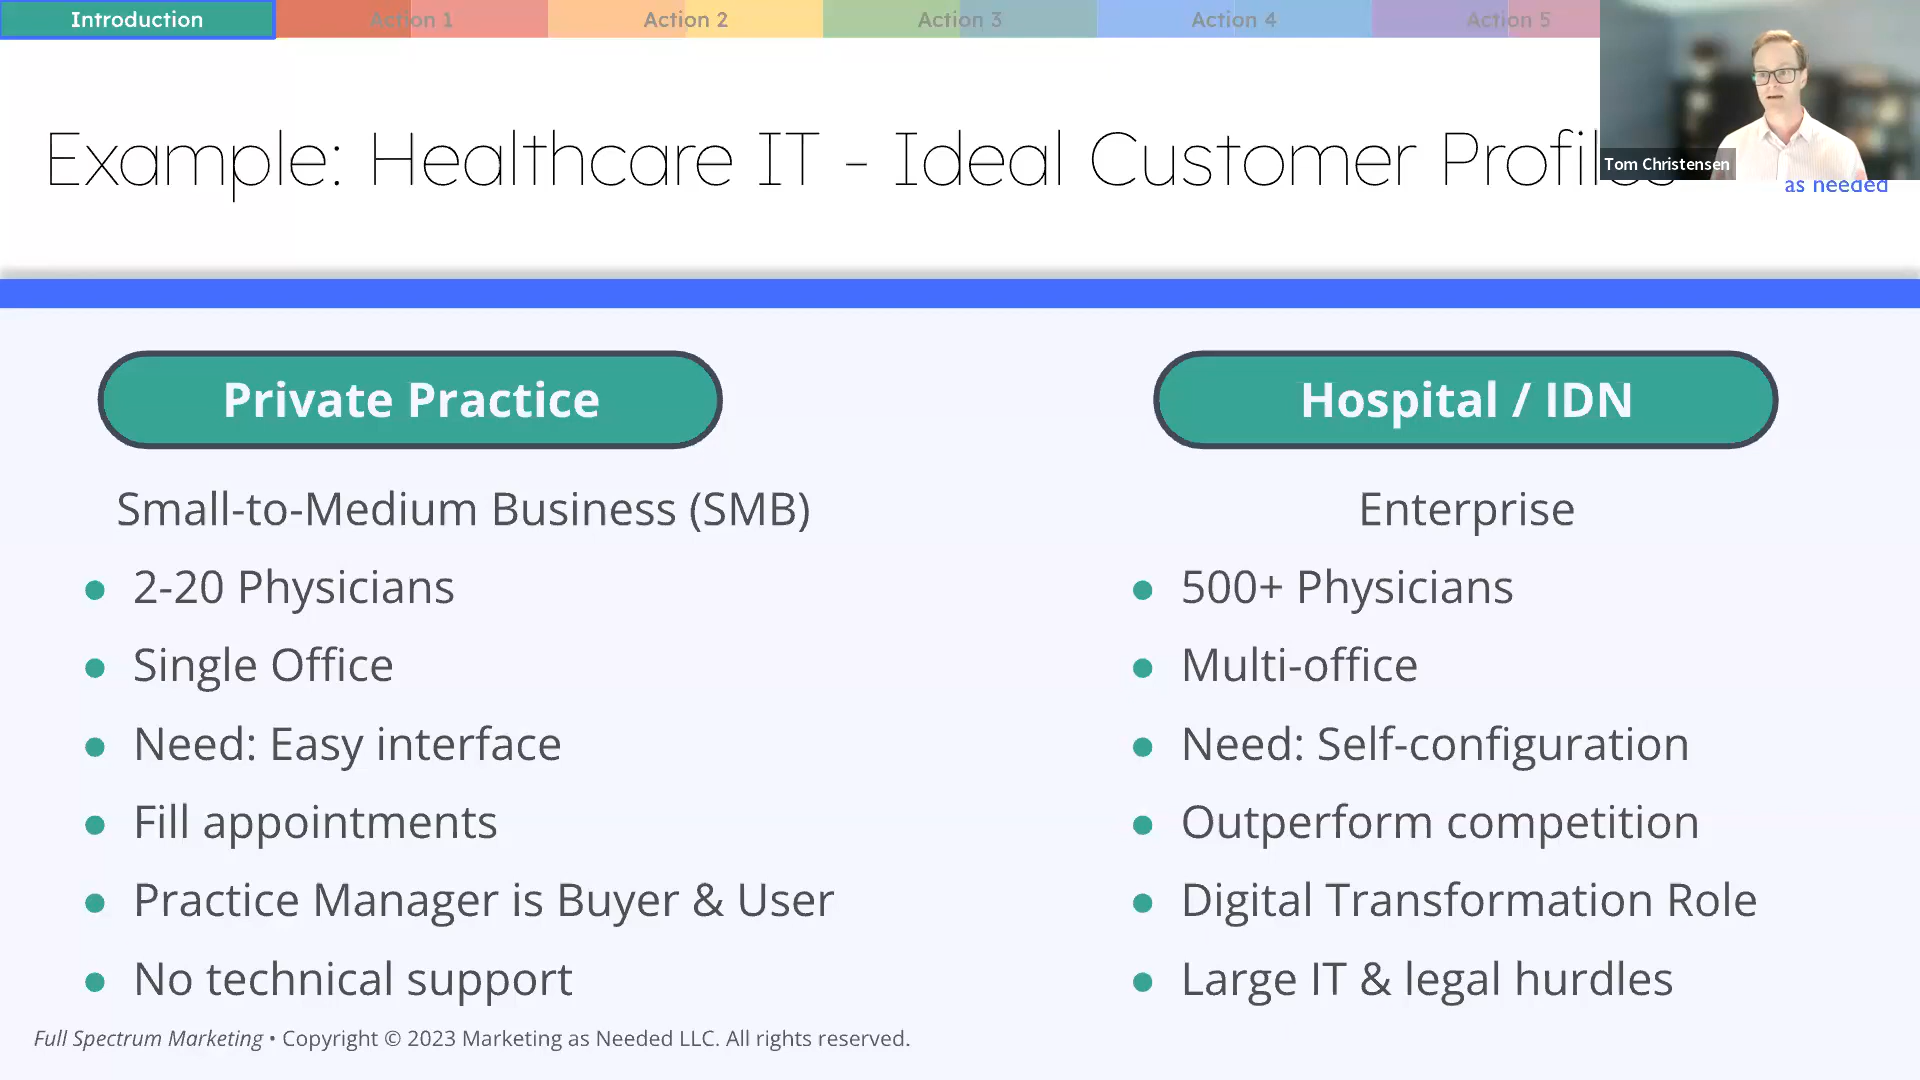 Introduction Action 1 Action 2 Action 3 Action 4 Action 5
Example: Healthcare IT - Ideal Customer Profiles
Tom Christensen
as needed
Private Practice
Small-to-Medium Business (SMB)
2-20 Physicians
Single Office
Need: Easy interface
Fill appointments
Practice Manager is Buyer & User
No technical support
Hospital / IDN
Enterprise
500+ Physicians
Multi-office
Need: Self-configuration
Outperform competition
Digital Transformation Role
Large IT & legal hurdles
Full Spectrum Marketing • Copyright © 2023 Marketing as Needed LLC. All rights reserved.